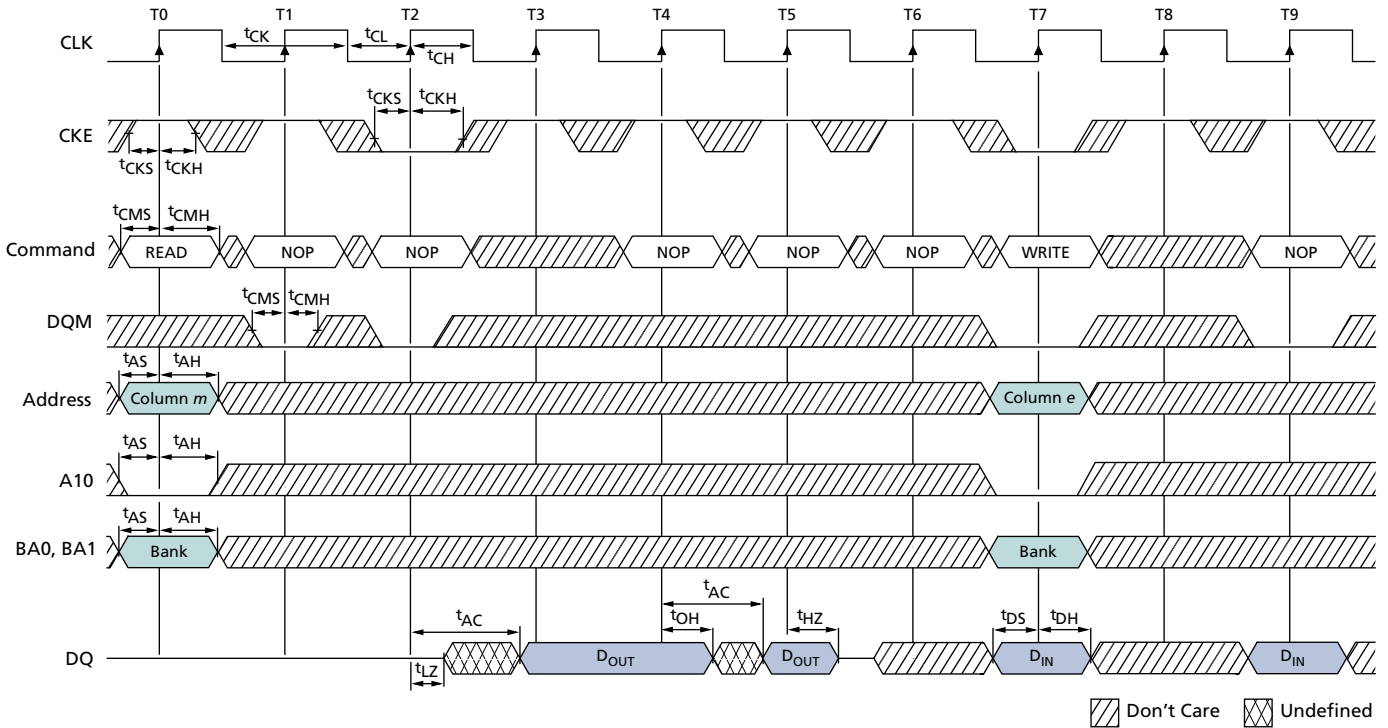 T0 T1 T2 T3 T4 T5 T6 T7 T8 T9
CLK tCK tCL tCH
tCKS tCKH
CKE
tCKS tCKH
tCMS tCMH
Command READ NOP NOP NOP NOP NOP WRITE NOP
tCMS tCMH
DQM
tAS tAH
Address Column m Column e
tAS tAH
A10
tAS tAH
BA0, BA1 Bank Bank
tAC tAC tOH tHZ tDS tDH
DQ DOUT DOUT DIN DIN
tLZ
Don't Care Undefined